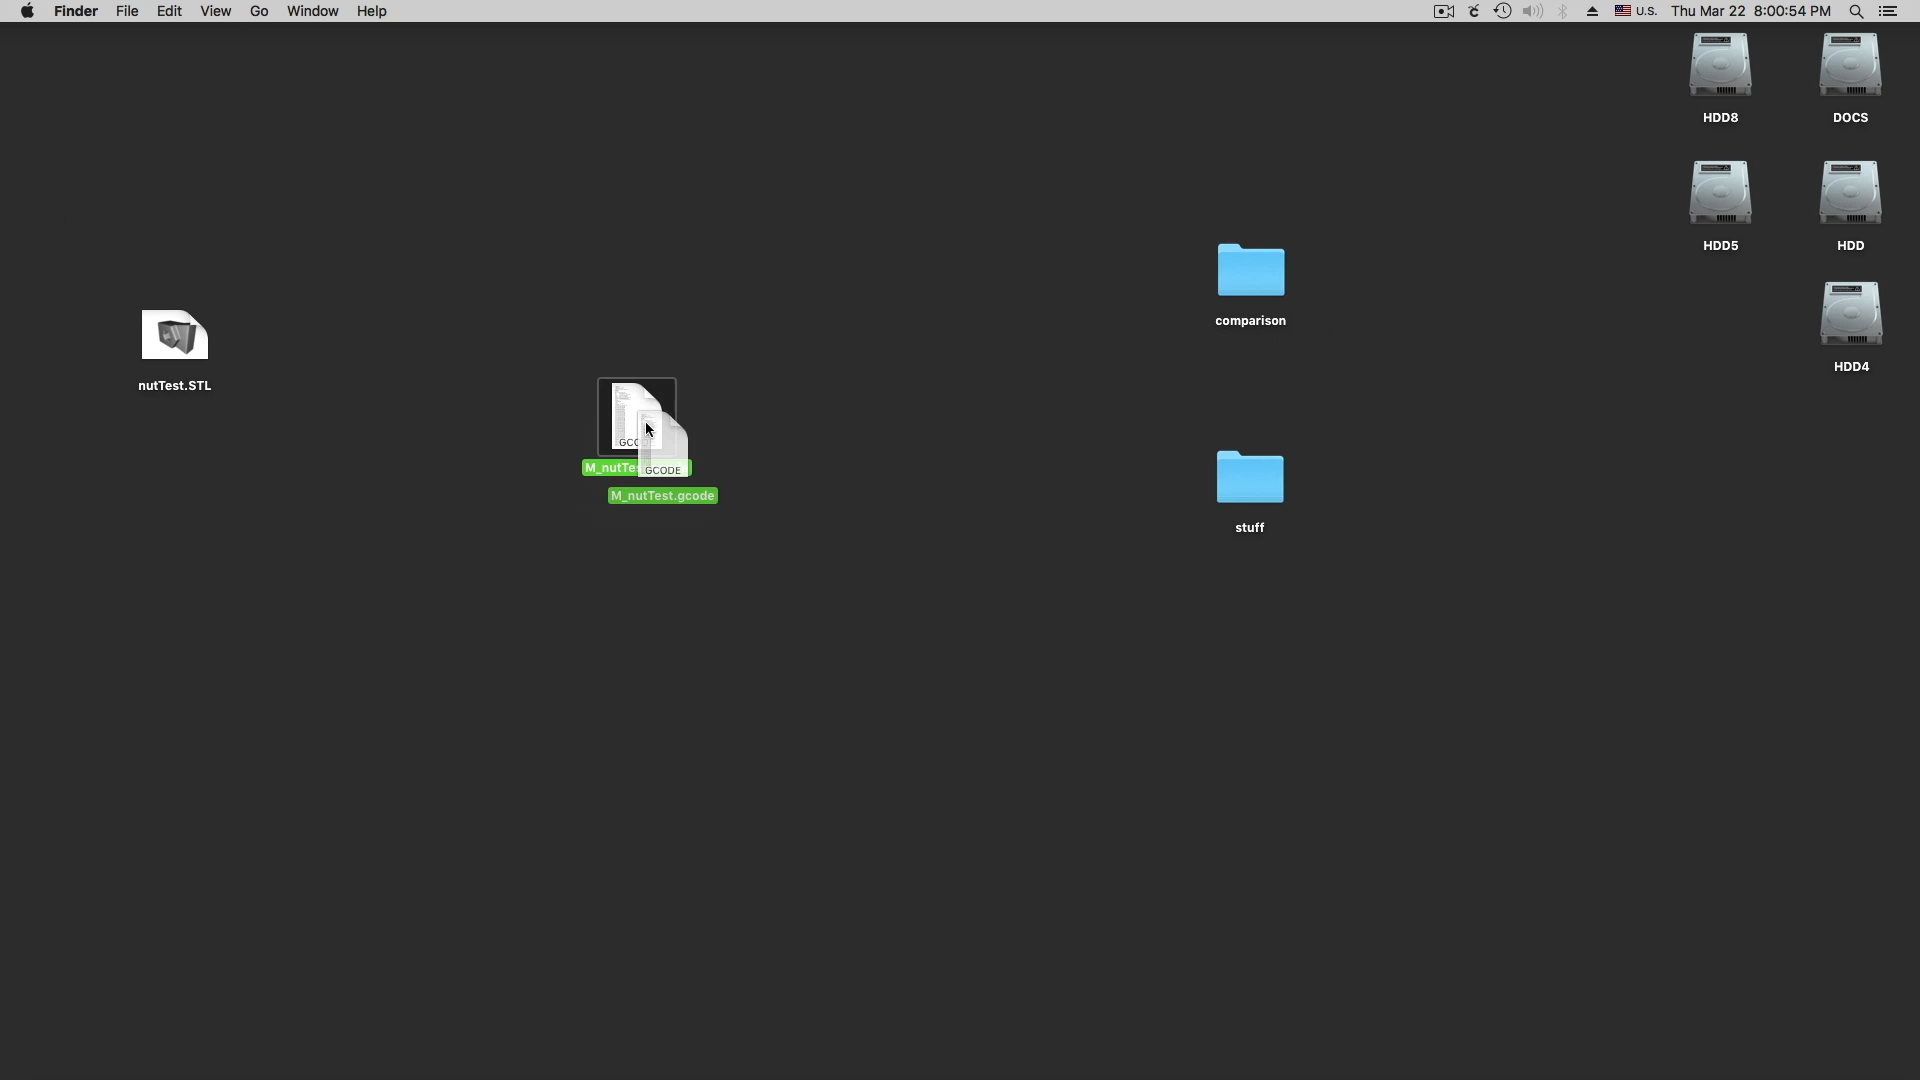 Finder File Edit View Go Window Help U.S. Thu Mar 22 8:00:54 PM
HDD8
DOCS
HDD5
HDD
comparison
HDD4
nutTest.STL
GCODE
M_nutTest.gcode
stuff